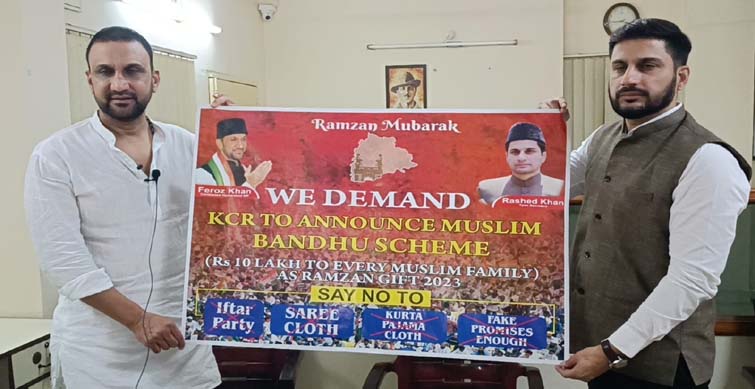 Ramzan Mubarak
Feroz Khan
Rashed Khan
WE DEMAND
KCR TO ANNOUNCE MUSLIM
BANDHU SCHEME
(Rs 10 LAKH TO EVERY MUSLIM FAMILY)
AS RAMZAN GIFT 2023
SAY NO TO
Iftar
Party
SAREE
CLOTH
KURTA
PAJAMA
CLOTH
FAKE
PROMISES
ENOUGH